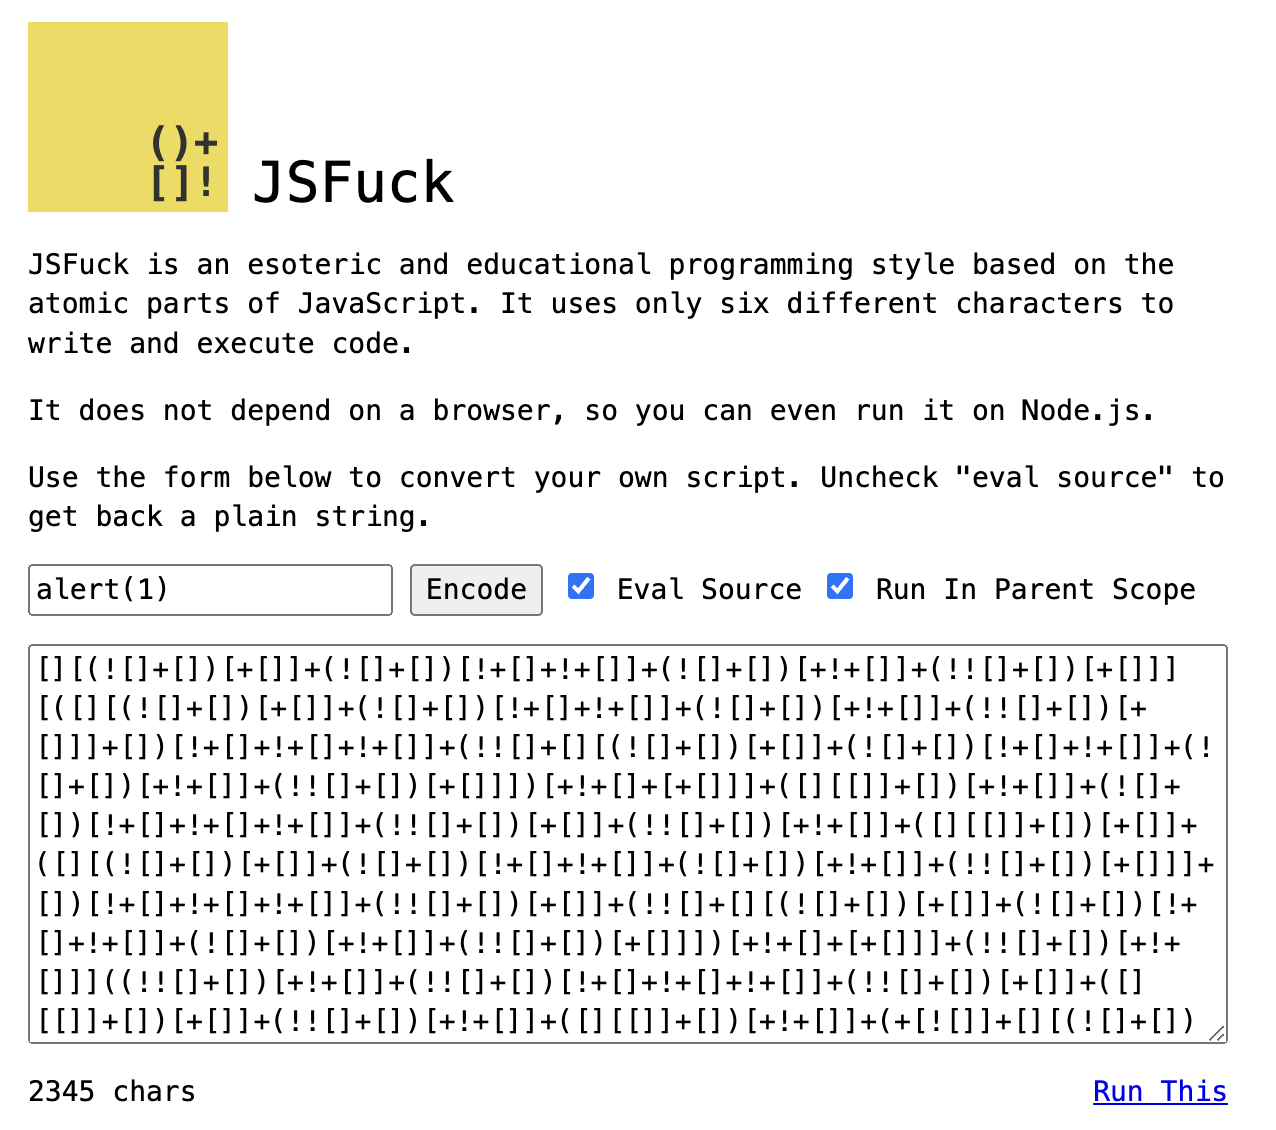 ()+
[]!
JSFuck
JSFuck is an esoteric and educational programming style based on the
atomic parts of JavaScript. It uses only six different characters to
write and execute code.
It does not depend on a browser, so you can even run it on Node.js.
Use the form below to convert your own script. Uncheck "eval source" to
get back a plain string.
alert(1)
Encode
Eval Source
Run In Parent Scope
[][(![]+[])[+[]]+(![]+[])[!+[]+!+[]]+(![]+[])[+!+[]]+(!![]+[])[+[]]]
[([][(![]+[])[+[]]+(![]+[])[!+[]+!+[]]+(![]+[])[+!+[]]+(!![]+[])[+
[]]]+[])[!+[]+!+[]+!+[]]+(!![]+[][(![]+[])[+[]]+(![]+[])[!+[]+!+[]]+(!
[]+[])[+!+[]]+(!![]+[])[+[]]])[+!+[]+[+[]]]+([][[]]+[])[+!+[]]+(![]+
[])[!+[]+!+[]+!+[]]+(!![]+[])[+[]]+(!![]+[])[+!+[]]+([][[]]+[])[+[]]+
([][(![]+[])[+[]]+(![]+[])[!+[]+!+[]]+(![]+[])[+!+[]]+(!![]+[])[+[]]]+
[])[!+[]+!+[]+!+[]]+(!![]+[])[+[]]+(!![]+[][(![]+[])[+[]]+(![]+[])[!+
[]+!+[]]+(![]+[])[+!+[]]+(!![]+[])[+[]]])[+!+[]+[+[]]]+(!![]+[])[+!+
[]]]((!![]+[])[+!+[]]+(!![]+[])[!+[]+!+[]+!+[]]+(!![]+[])[+[]]+([]
[[]]+[])[+[]]+(!![]+[])[+!+[]]+([][[]]+[])[+!+[]]+(+[![]]+[][(![]+[])
2345 chars
Run This